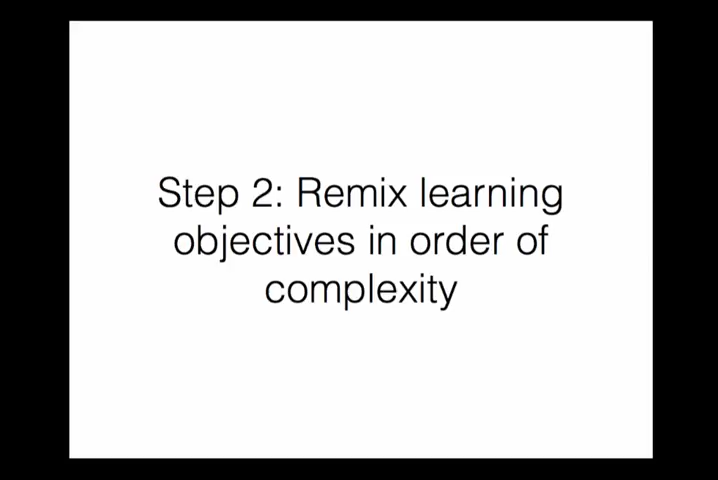 Step 2: Remix learning
objectives in order of
complexity